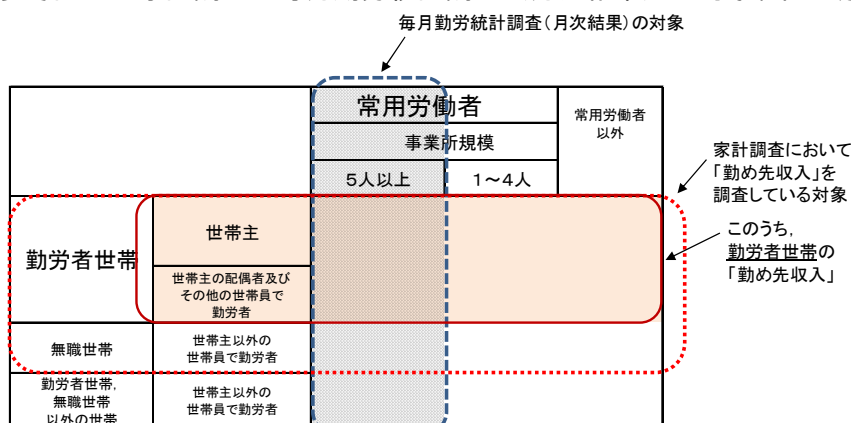 毎月勤労統計調査（月次結果）の対象
常用労働者
常用労働者
以外
事業所規模
5人以上
1～4人
家計調査において
「勤め先収入」を
調査している対象
このうち,
勤労者世帯の
「勤め先収入」
勤労者世帯
世帯主
世帯主の配偶者及び
その他の世帯員で
勤労者
無職世帯
世帯主以外の
世帯員で勤労者
勤労者世帯,
無職世帯
以外の世帯
世帯主以外の
世帯員で勤労者